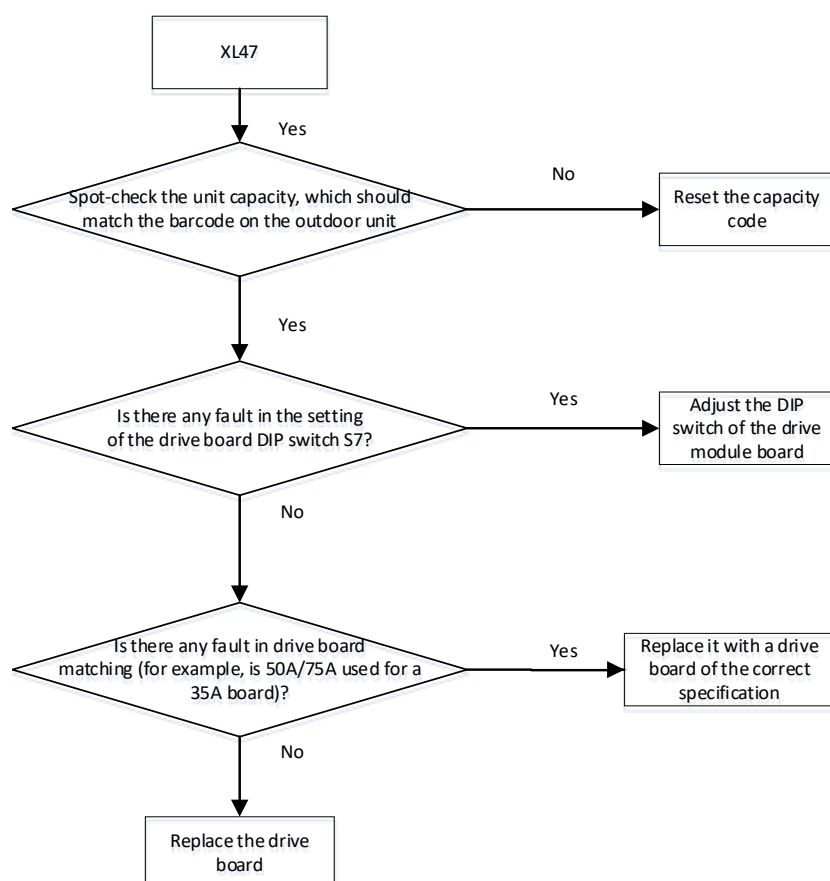 XL47
Yes
Spot-check the unit capacity, which should
match the barcode on the outdoor unit
No
Reset the capacity
code
Yes
Is there any fault in the setting
of the drive board DIP switch S7?
Yes
Adjust the DIP
switch of the drive
module board
No
Is there any fault in drive board
matching (for example, is 50A/75A used for a
35A board)?
Yes
Replace it with a drive
board of the correct
specification
No
Replace the drive
board